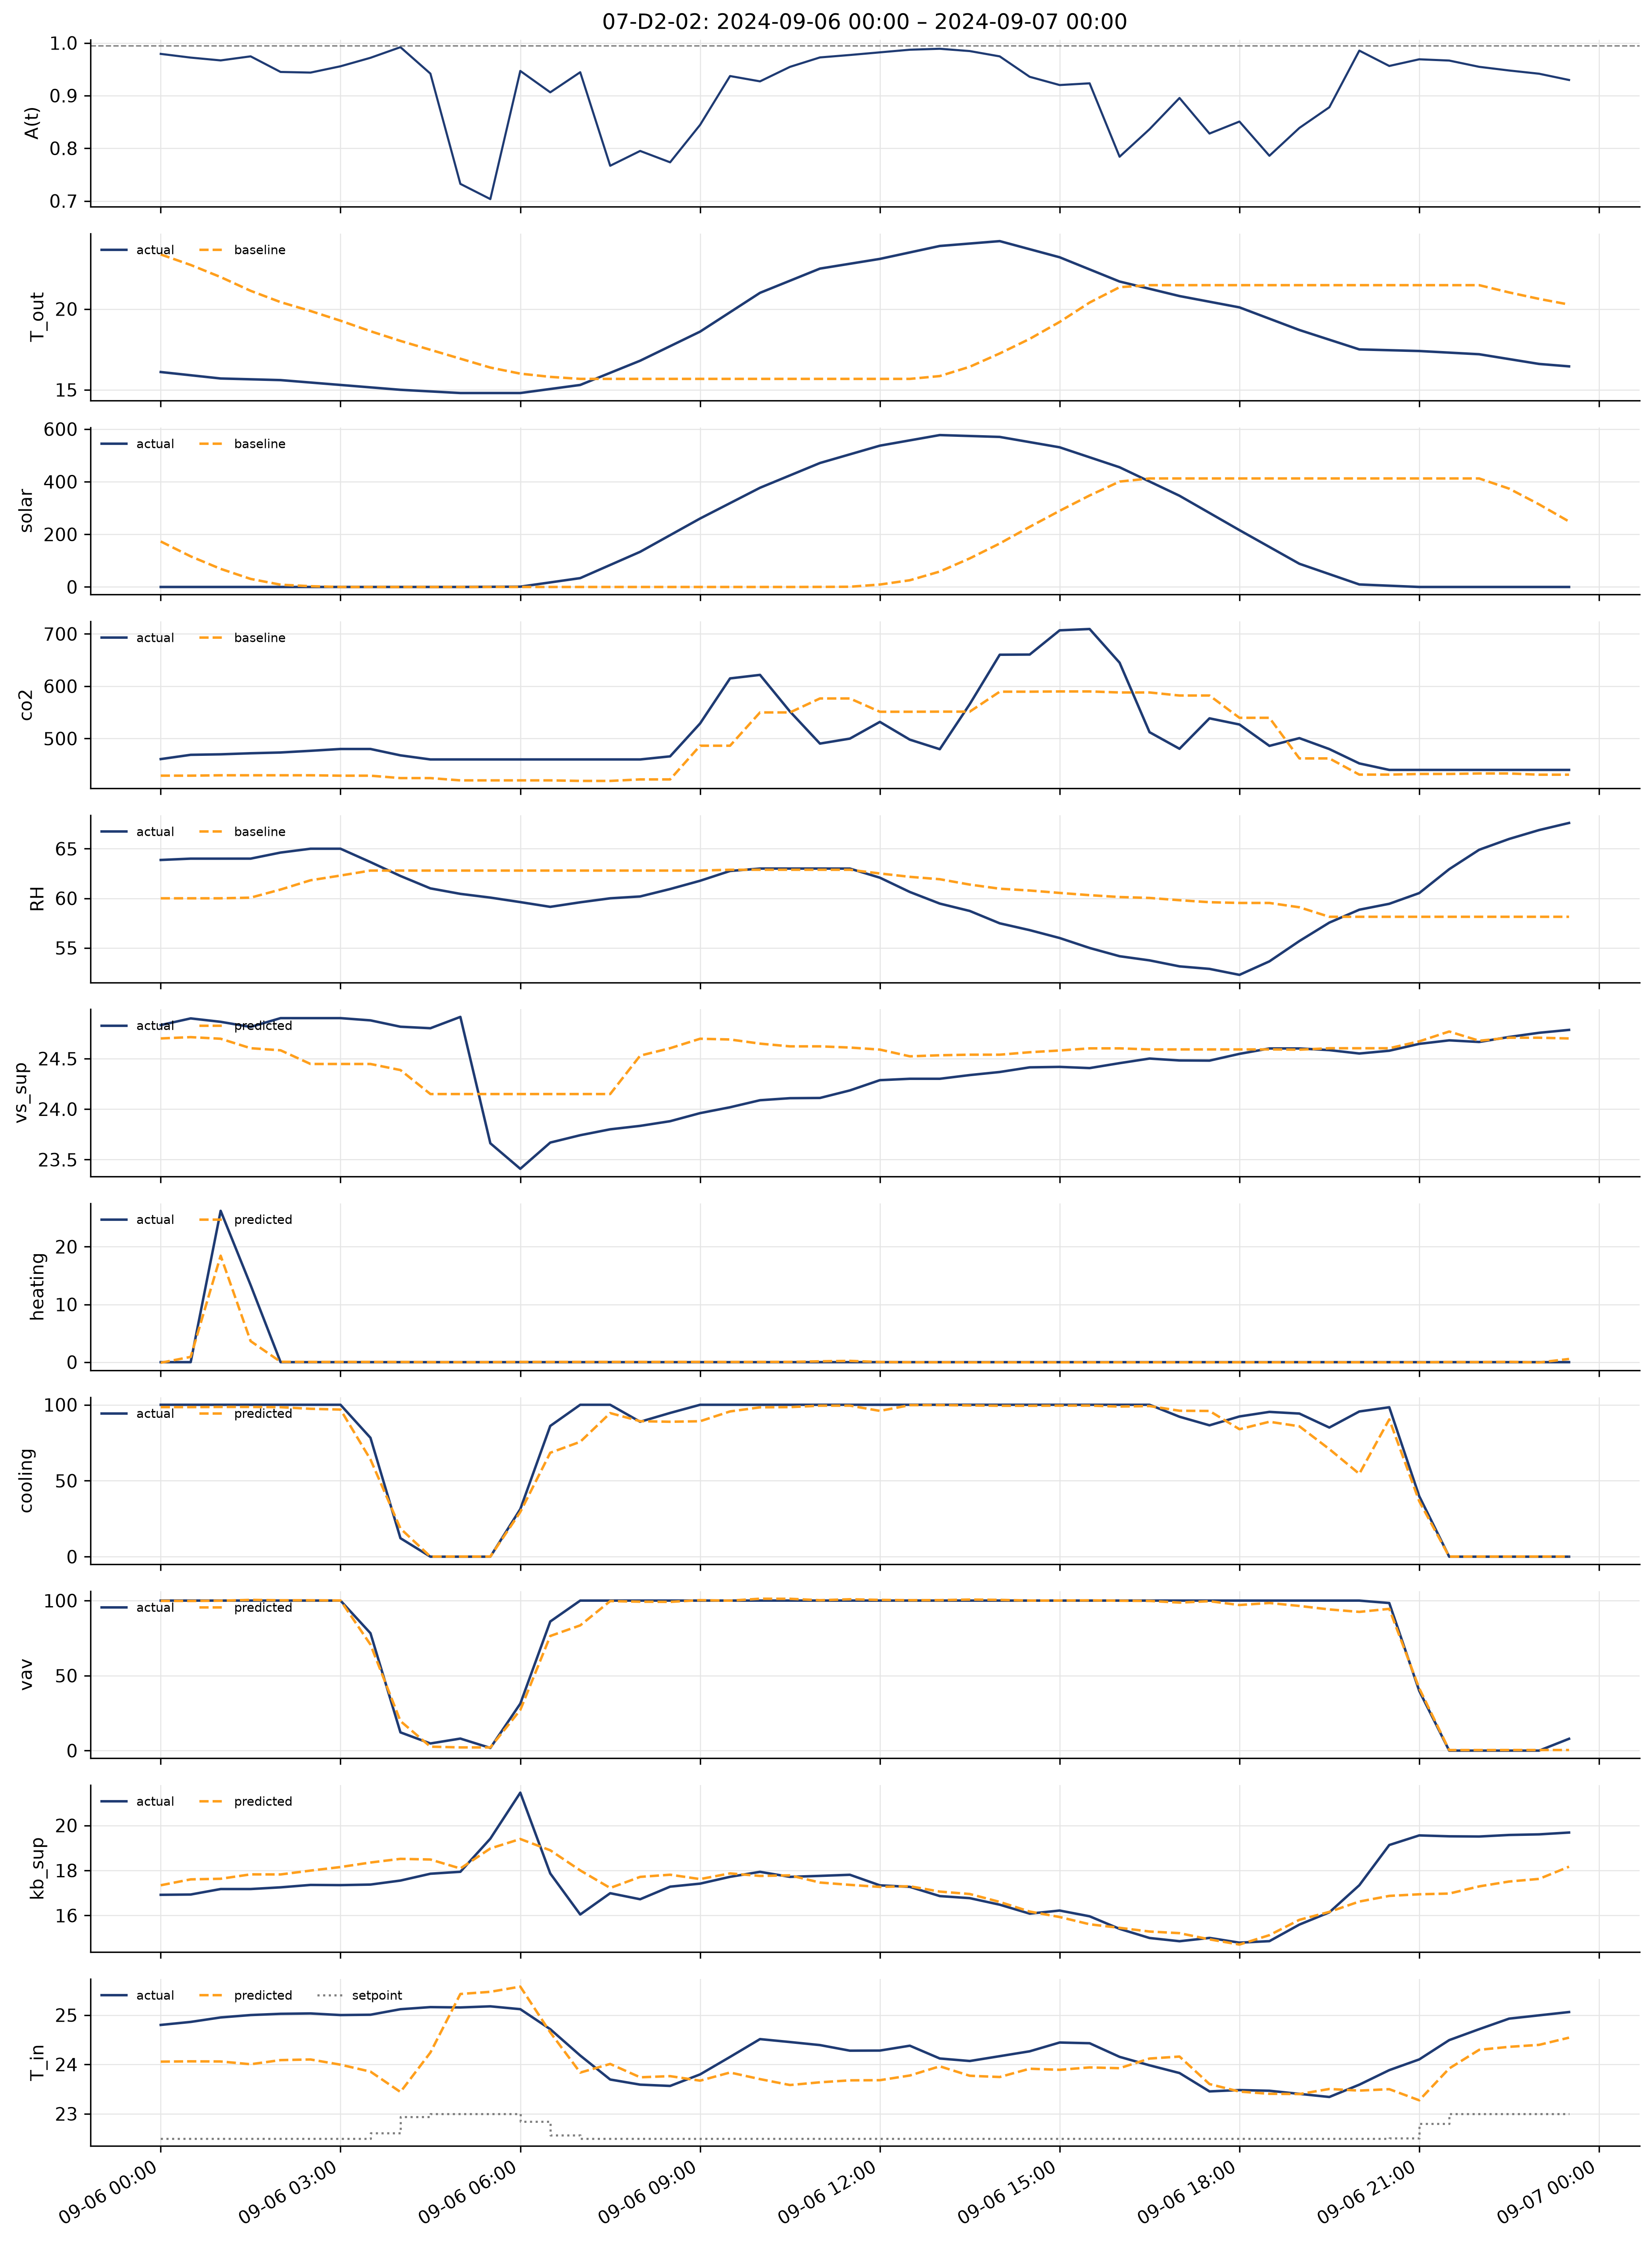 07-D2-02: 2024-09-06 00:00 – 2024-09-07 00:00
1.0
0.9
0.8
0.7
A(t)
actual baseline
20
15
T_out
actual baseline
600
400
200
0
solar
actual baseline
700
600
500
co2
actual baseline
65
60
55
RH
actual predicted
24.5
24.0
23.5
vs_sup
actual predicted
20
10
0
heating
actual predicted
100
50
0
cooling
actual predicted
100
50
0
vav
actual predicted
20
18
16
kb_sup
actual predicted setpoint
25
24
23
T_in
09-06 00:00
09-06 03:00
09-06 06:00
09-06 09:00
09-06 12:00
09-06 15:00
09-06 18:00
09-06 21:00
09-07 00:00